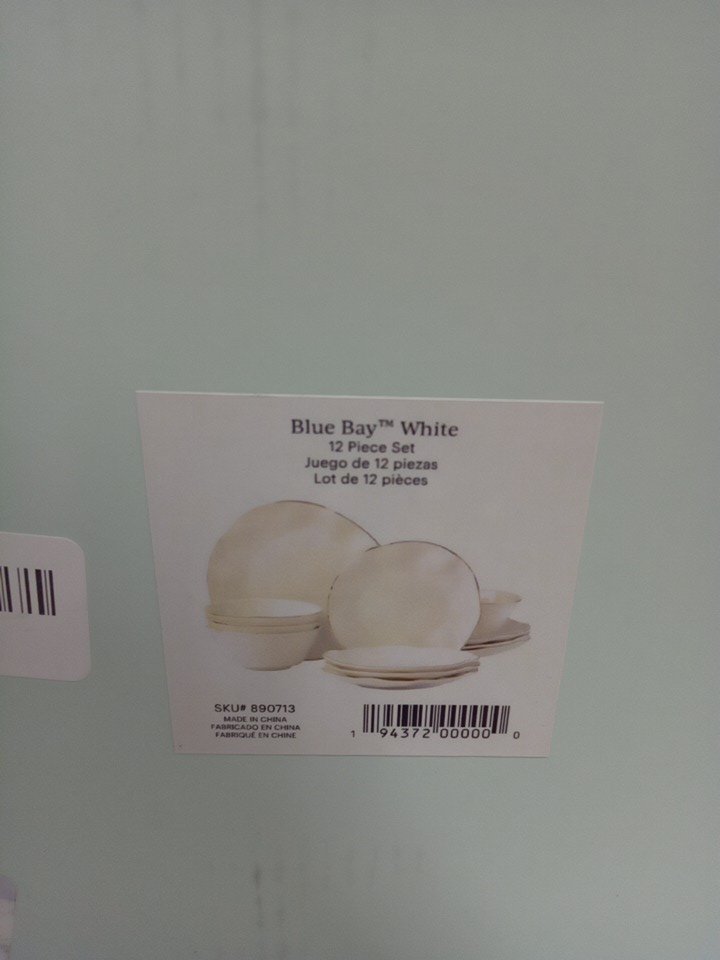 Blue Bay™ White
12 Piece Set
Juego de 12 piezas
Lot de 12 pièces
SKU# 890713
MADE IN CHINA
FABRICADO EN CHINA
FABRIQUÉ EN CHINE
1 94372 00000 0